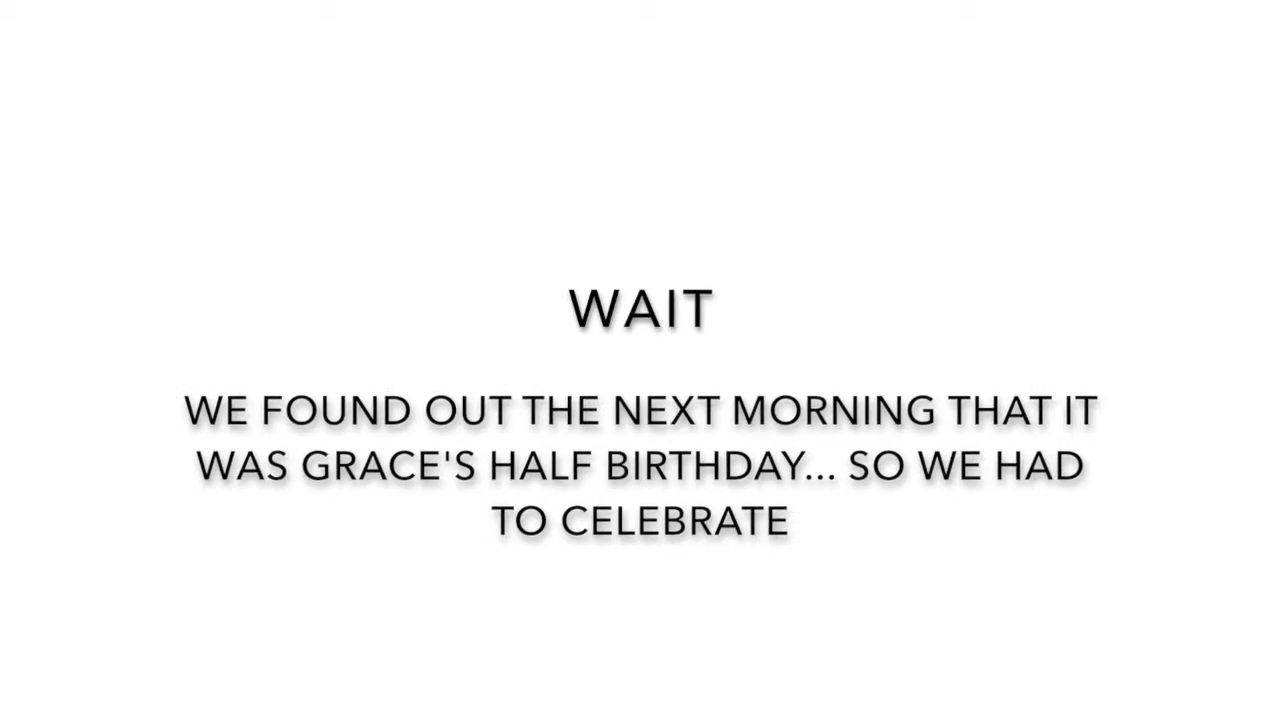 WAIT
WE FOUND OUT THE NEXT MORNING THAT IT
WAS GRACE'S HALF BIRTHDAY... SO WE HAD
TO CELEBRATE